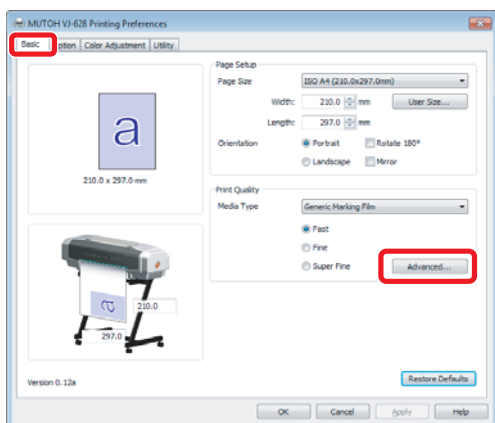 MUTOH VJ-628 Printing Preferences
Basic ption Color Adjustment Utility
Page Setup
Page Size ISO A4 (210.0x297.0mm)
Width: 210.0 mm User Size...
Length: 297.0 mm
Orientation Portrait Rotate 180°
Landscape Mirror
a
210.0 x 297.0 mm
Print Quality
Media Type Generic Marking Film
Fast
Fine
Super Fine Advanced...
a
210.0
297.0
Version 0.12a
Restore Defaults
OK Cancel Apply Help